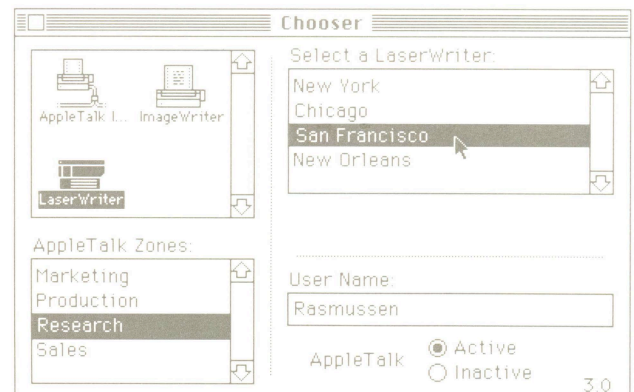 Chooser
AppleTalk I... ImageWriter
LaserWriter
Select a LaserWriter:
New York
Chicago
San Francisco
New Orleans
AppleTalk Zones:
Marketing
Production
Research
Sales
User Name:
Rasmussen
AppleTalk
Active
Inactive
3.0